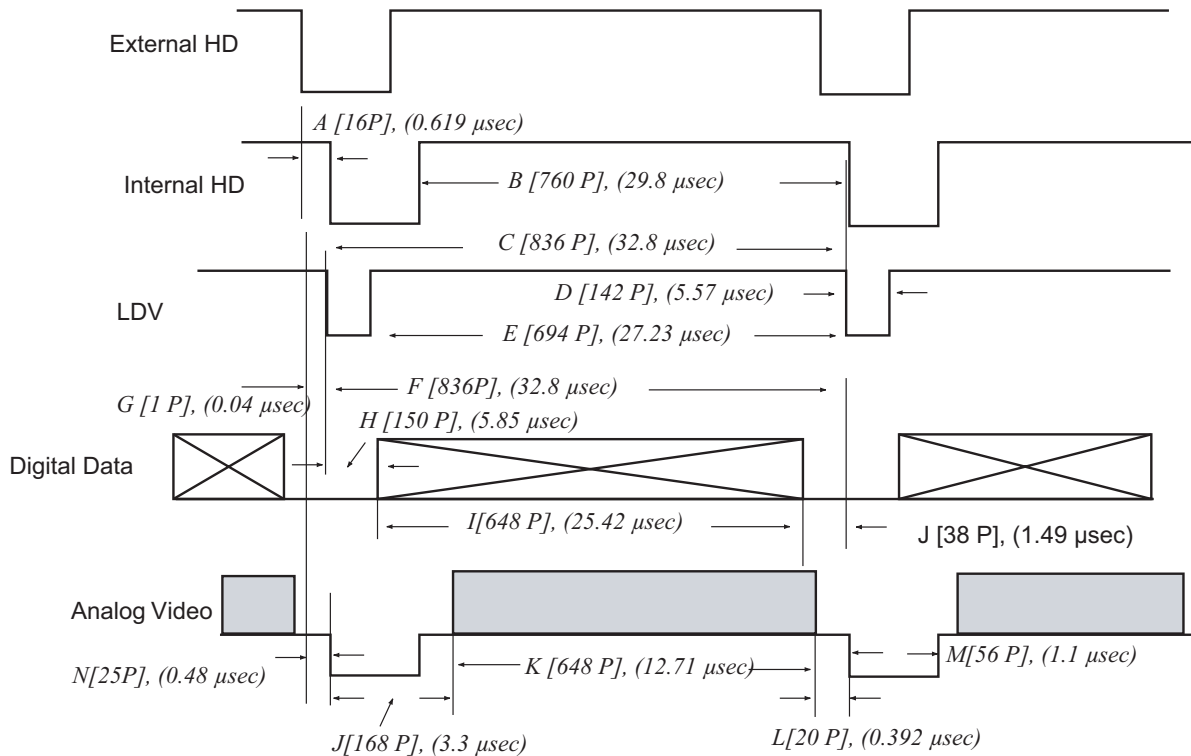 External HD
A [16P], (0.619 µsec)
Internal HD
B [760 P], (29.8 µsec)
C [836 P], (32.8 µsec)
LDV
D [142 P], (5.57 µsec)
E [694 P], (27.23 µsec)
F [836P], (32.8 µsec)
G [1 P], (0.04 µsec)
H [150 P], (5.85 µsec)
Digital Data
I[648 P], (25.42 µsec)
J [38 P], (1.49 µsec)
Analog Video
N[25P], (0.48 µsec)
K [648 P], (12.71 µsec)
M[56 P], (1.1 µsec)
J[168 P], (3.3 µsec)
L[20 P], (0.392 µsec)